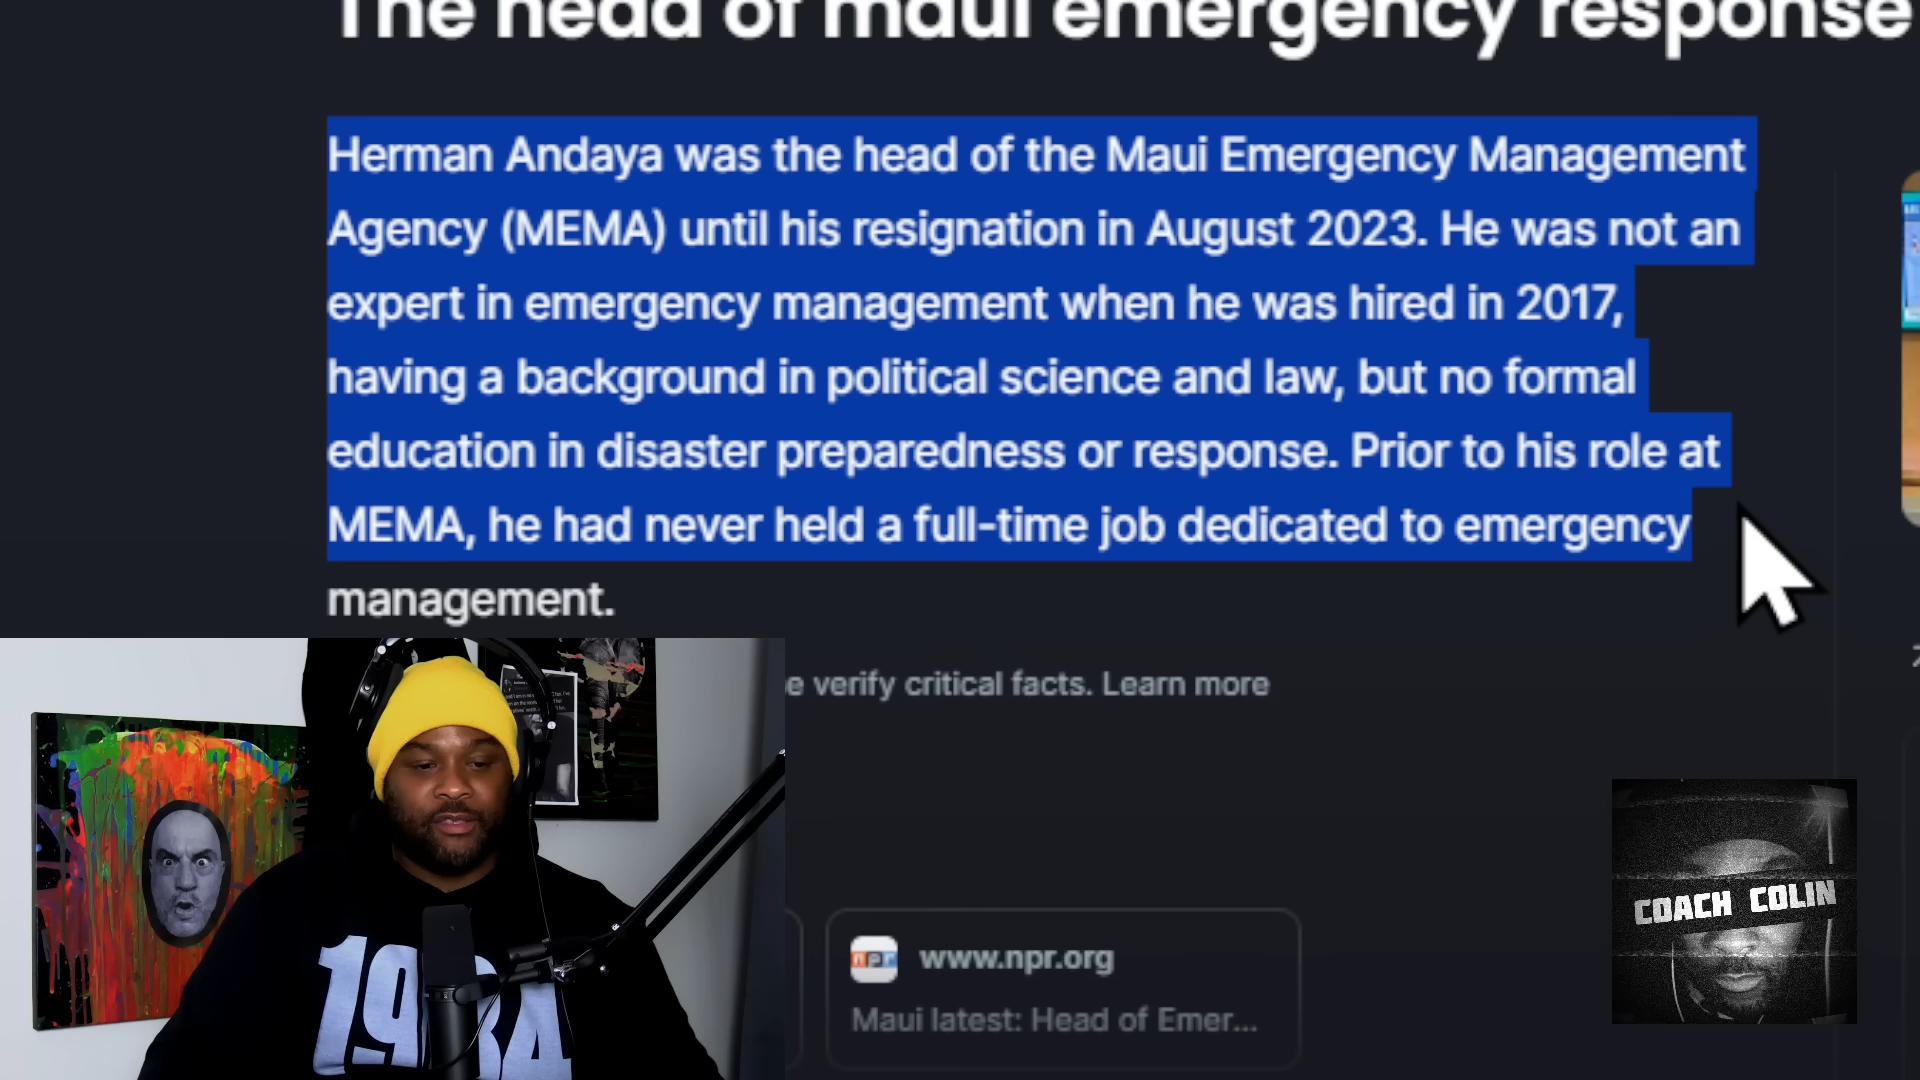 The head of maui emergency response
Herman Andaya was the head of the Maui Emergency Management
Agency (MEMA) until his resignation in August 2023. He was not an
expert in emergency management when he was hired in 2017,
having a background in political science and law, but no formal
education in disaster preparedness or response. Prior to his role at
MEMA, he had never held a full-time job dedicated to emergency
management.
e verify critical facts. Learn more
1984
COACH COLIN
npr
www.npr.org
Maui latest: Head of Emer...